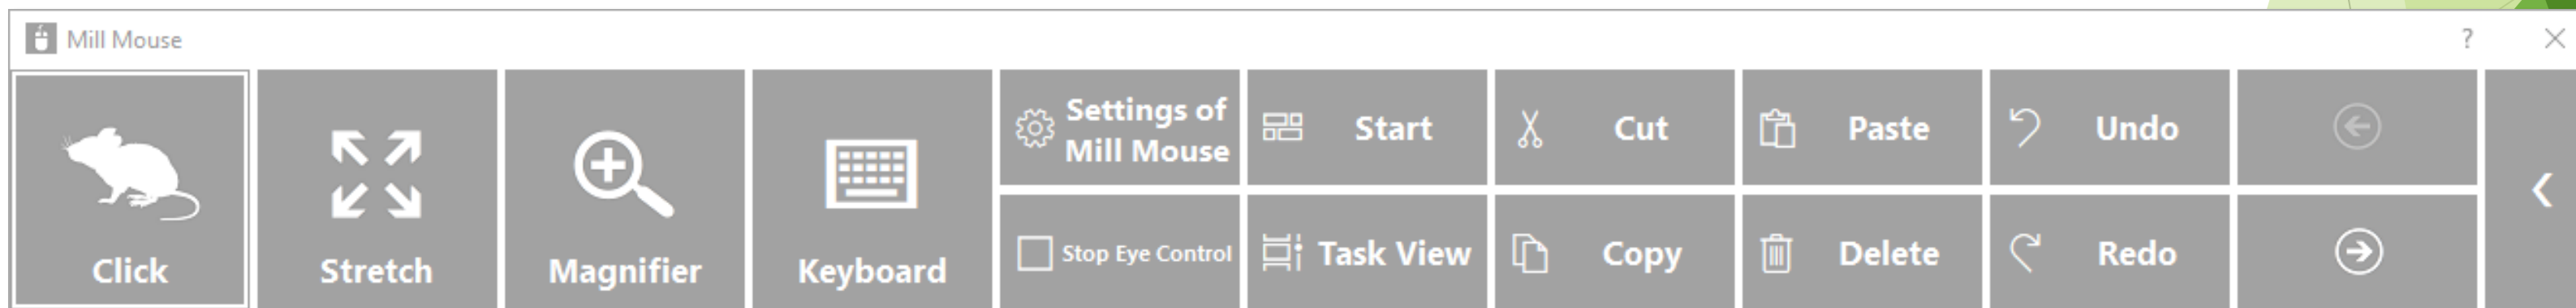 Mill Mouse
?
Click
Stretch
Magnifier
Keyboard
Settings of
Mill Mouse
Start
Cut
Paste
Undo
Stop Eye Control
Task View
Copy
Delete
Redo